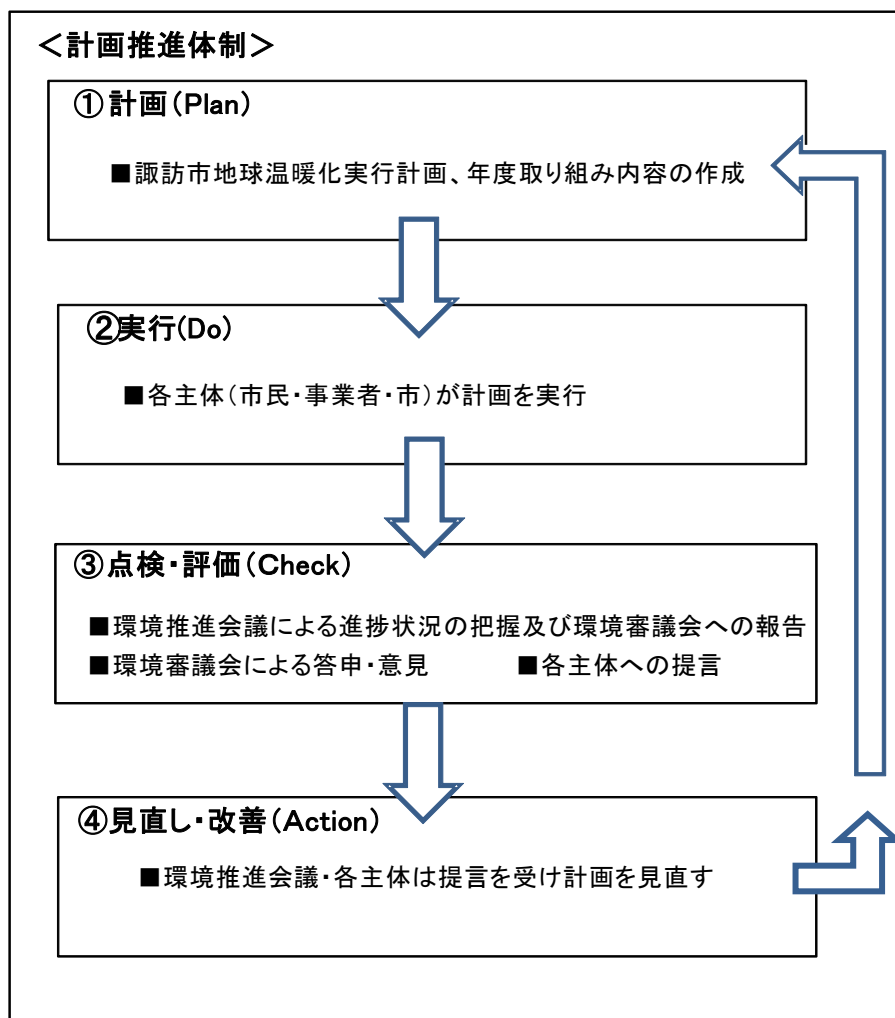 ＜計画推進体制＞
①計画（Plan）
■諏訪市地球温暖化実行計画、年度取り組み内容の作成
②実行(Do)
■各主体（市民・事業者・市）が計画を実行
③点検・評価（Check）
■環境推進会議による進捗状況の把握及び環境審議会への報告
■環境審議会による答申・意見　　　■各主体への提言
④見直し・改善（Action）
■環境推進会議・各主体は提言を受け計画を見直す